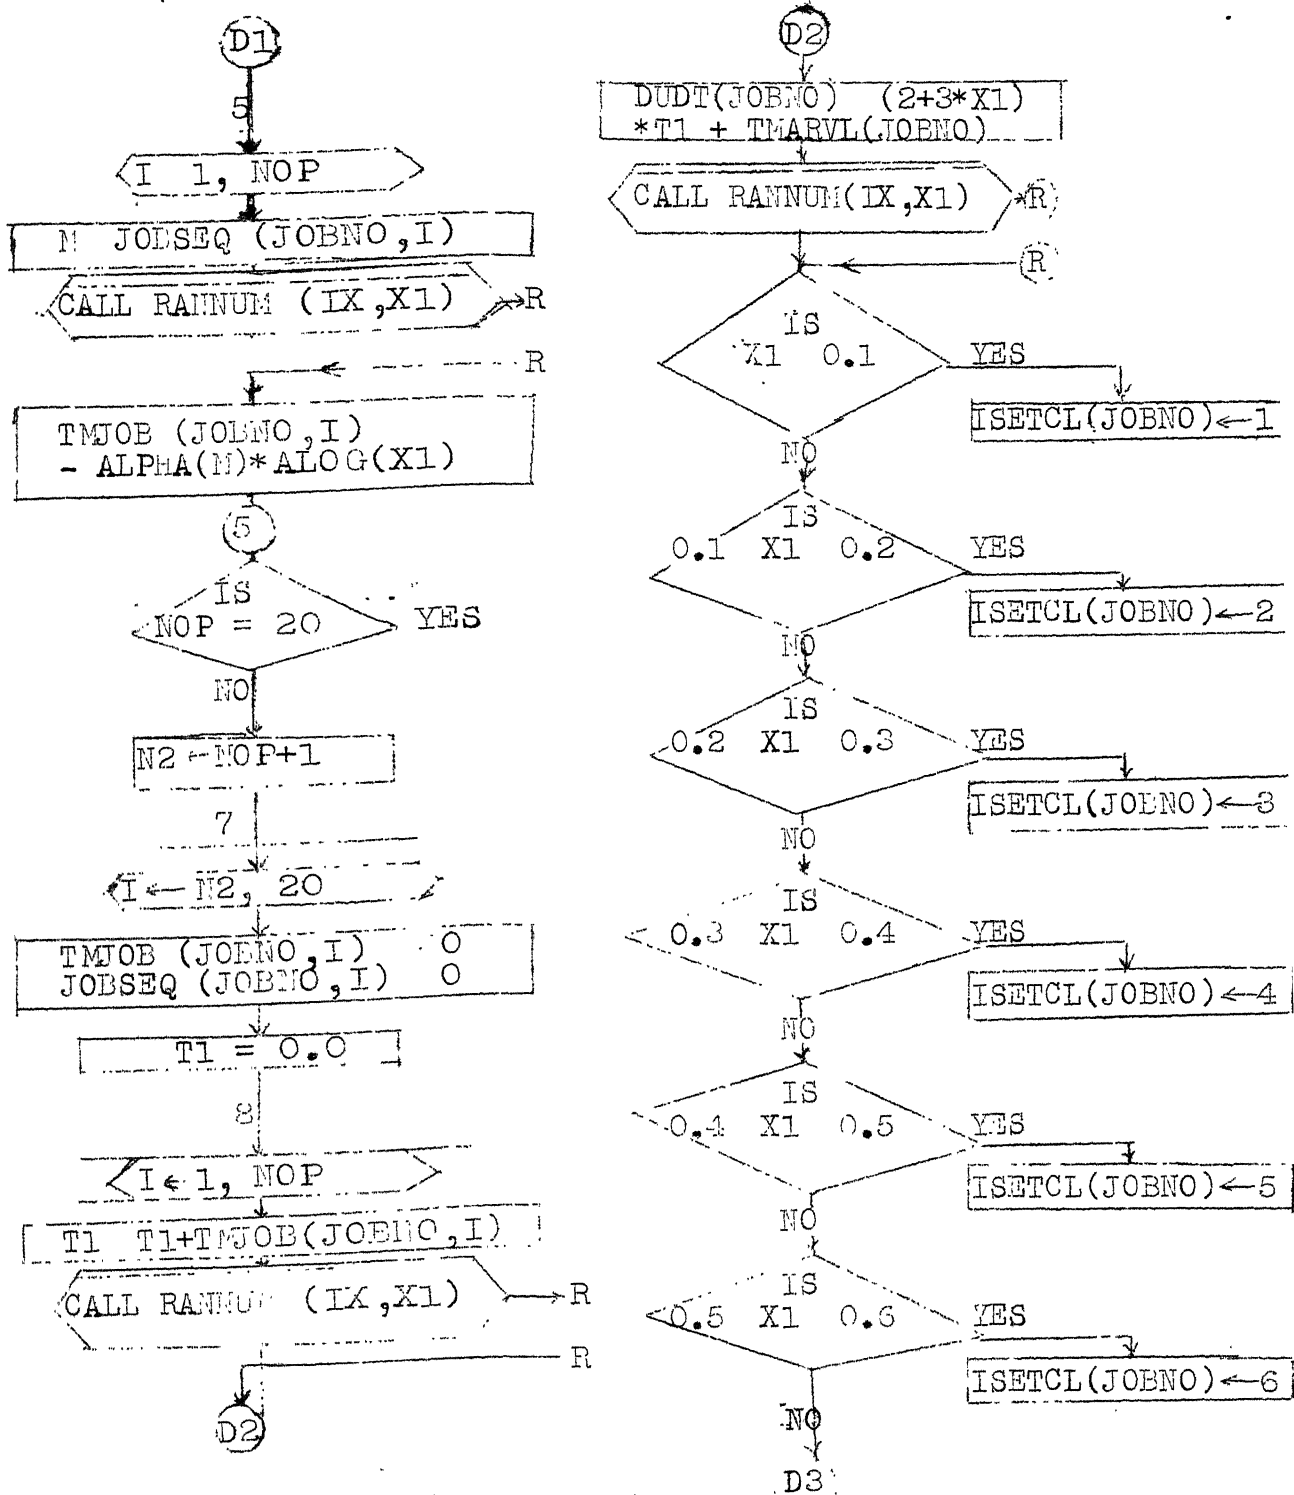 D1
5
I 1, NOP
M JOBSEQ (JOBNO,I)
CALL RANNUM (IX,X1)
R
R
TMJOB (JOBNO,I)
- ALPHA(M)*ALOG(X1)
5
IS
NOP = 20
YES
NO
N2 ← NOP+1
7
I ← N2, 20
TMJOB (JOBNO,I) 0
JOBSEQ (JOBNO,I) 0
T1 = 0.0
8
I ← 1, NOP
T1 T1+TMJOB(JOBNO,I)
CALL RANNUM (IX,X1)
R
R
D2
D2
DUDT(JOBNO) (2+3*X1)
*T1 + TMARVL(JOBNO)
CALL RANNUM(IX,X1)
R
R
IS
X1 0.1
YES
ISETCL(JOBNO)←1
NO
IS
0.1 X1 0.2
YES
ISETCL(JOBNO)←2
NO
IS
0.2 X1 0.3
YES
ISETCL(JOBNO)←3
NO
IS
0.3 X1 0.4
YES
ISETCL(JOBNO)←4
NO
IS
0.4 X1 0.5
YES
ISETCL(JOBNO)←5
NO
IS
0.5 X1 0.6
YES
ISETCL(JOBNO)←6
NO
D3